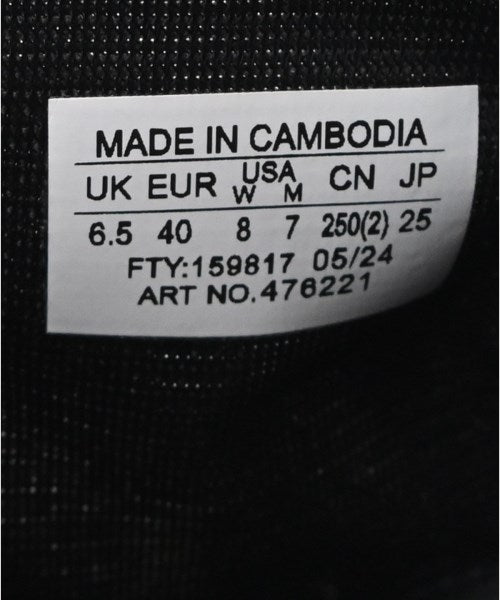 MADE IN CAMBODIA
UK EUR USA W M CN JP
6.5 40 8 7 250(2) 25
FTY:159817 05/24
ART NO.476221